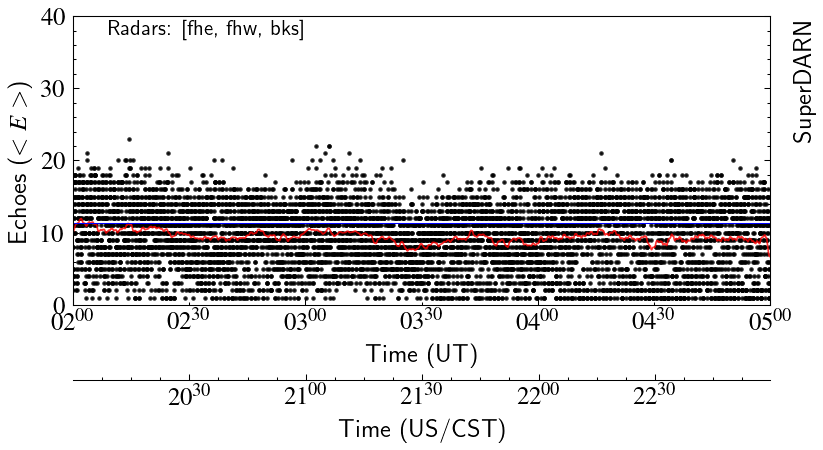 40
Radars: [fhe, fhw, bks]
30
20
10
0
Echoes (< E >)
SuperDARN
02⁰⁰ 02³⁰ 03⁰⁰ 03³⁰ 04⁰⁰ 04³⁰ 05⁰⁰
Time (UT)
20³⁰ 21⁰⁰ 21³⁰ 22⁰⁰ 22³⁰
Time (US/CST)